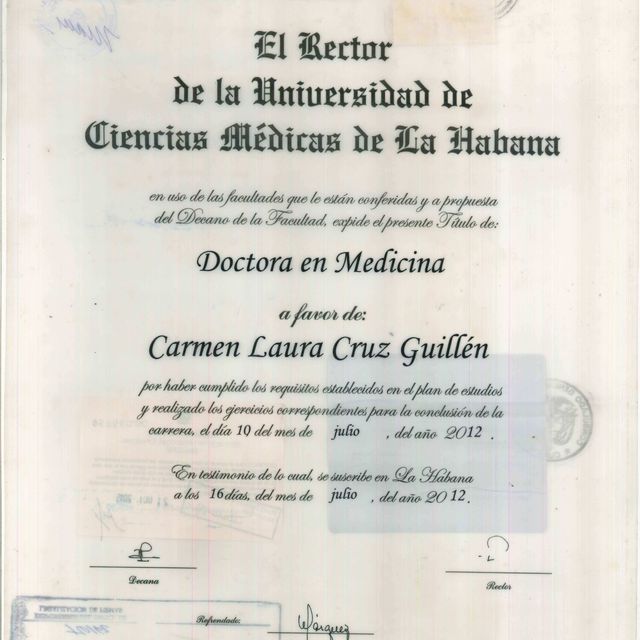 El Rector
de la Universidad de
Ciencias Médicas de La Habana
en uso de las facultades que le están conferidas y a propuesta
del Decano de la Facultad, expide el presente Título de:
Doctora en Medicina
a favor de:
Carmen Laura Cruz Guillén
por haber cumplido los requisitos establecidos en el plan de estudios
y realizado los ejercicios correspondientes para la conclusión de la
carrera, el día 10 del mes de julio , del año 2012 .
En testimonio de lo cual, se suscribe en La Habana
a los 16 días, del mes de julio , del año 2012 .
Decana
Rector
Refrendado: